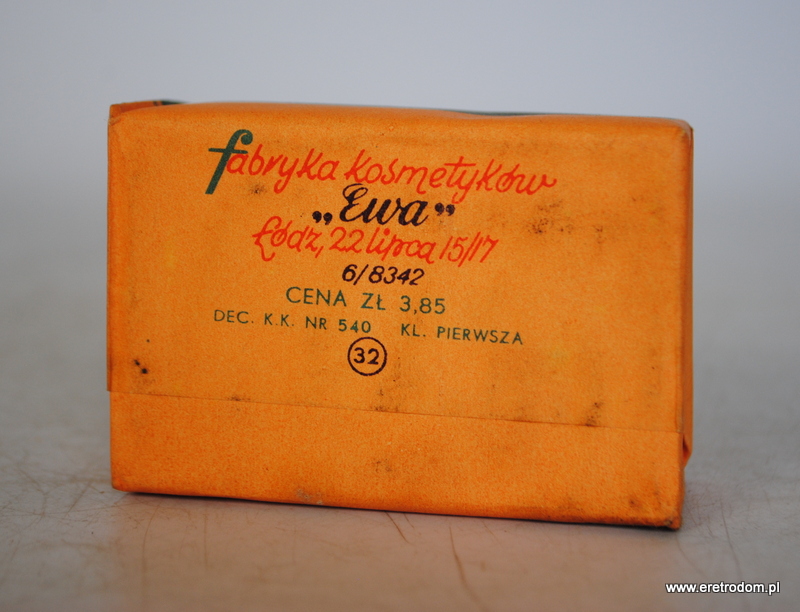 fabryka kosmetyków
„Ewa”
Łódź, 22 lipca 15/17
6/8342
CENA ZŁ 3,85
DEC. K.K. NR 540 KL. PIERWSZA
32
www.eretrodom.pl